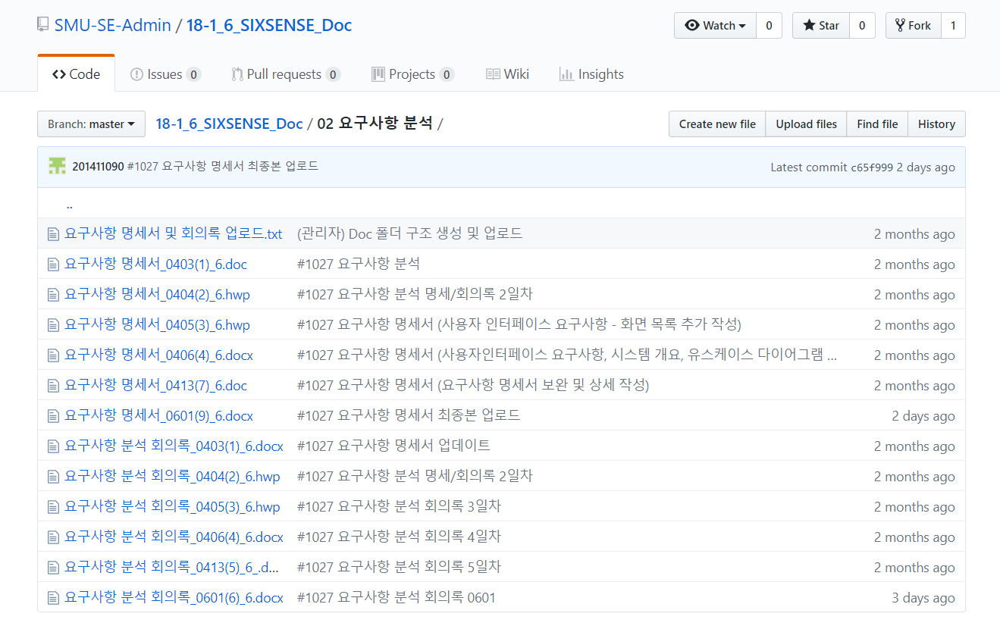 SMU-SE-Admin / 18-1_6_SIXSENSE_Doc Watch 0 Star 0 Fork 1
Code Issues 0 Pull requests 0 Projects 0 Wiki Insights
Branch: master 18-1_6_SIXSENSE_Doc / 02 요구사항 분석 / Create new file Upload files Find file History
201411090 #1027 요구사항 명세서 최종본 업로드 Latest commit c65f999 2 days ago
..
요구사항 명세서 및 회의록 업로드.txt (관리자) Doc 폴더 구조 생성 및 업로드 2 months ago
요구사항 명세서_0403(1)_6.doc #1027 요구사항 분석 2 months ago
요구사항 명세서_0404(2)_6.hwp #1027 요구사항 분석 명세/회의록 2일차 2 months ago
요구사항 명세서_0405(3)_6.hwp #1027 요구사항 명세서 (사용자 인터페이스 요구사항 - 화면 목록 추가 작성) 2 months ago
요구사항 명세서_0406(4)_6.docx #1027 요구사항 명세서 (사용자인터페이스 요구사항, 시스템 개요, 유스케이스 다이어그램 ... 2 months ago
요구사항 명세서_0413(7)_6.doc #1027 요구사항 명세서 (요구사항 명세서 보완 및 상세 작성) 2 months ago
요구사항 명세서_0601(9)_6.docx #1027 요구사항 명세서 최종본 업로드 2 days ago
요구사항 분석 회의록_0403(1)_6.docx #1027 요구사항 명세서 업데이트 2 months ago
요구사항 분석 회의록_0404(2)_6.hwp #1027 요구사항 분석 명세/회의록 2일차 2 months ago
요구사항 분석 회의록_0405(3)_6.hwp #1027 요구사항 분석 회의록 3일차 2 months ago
요구사항 분석 회의록_0406(4)_6.docx #1027 요구사항 분석 회의록 4일차 2 months ago
요구사항 분석 회의록_0413(5)_6_.d... #1027 요구사항 분석 회의록 5일차 2 months ago
요구사항 분석 회의록_0601(6)_6.docx #1027 요구사항 분석 회의록 0601 3 days ago